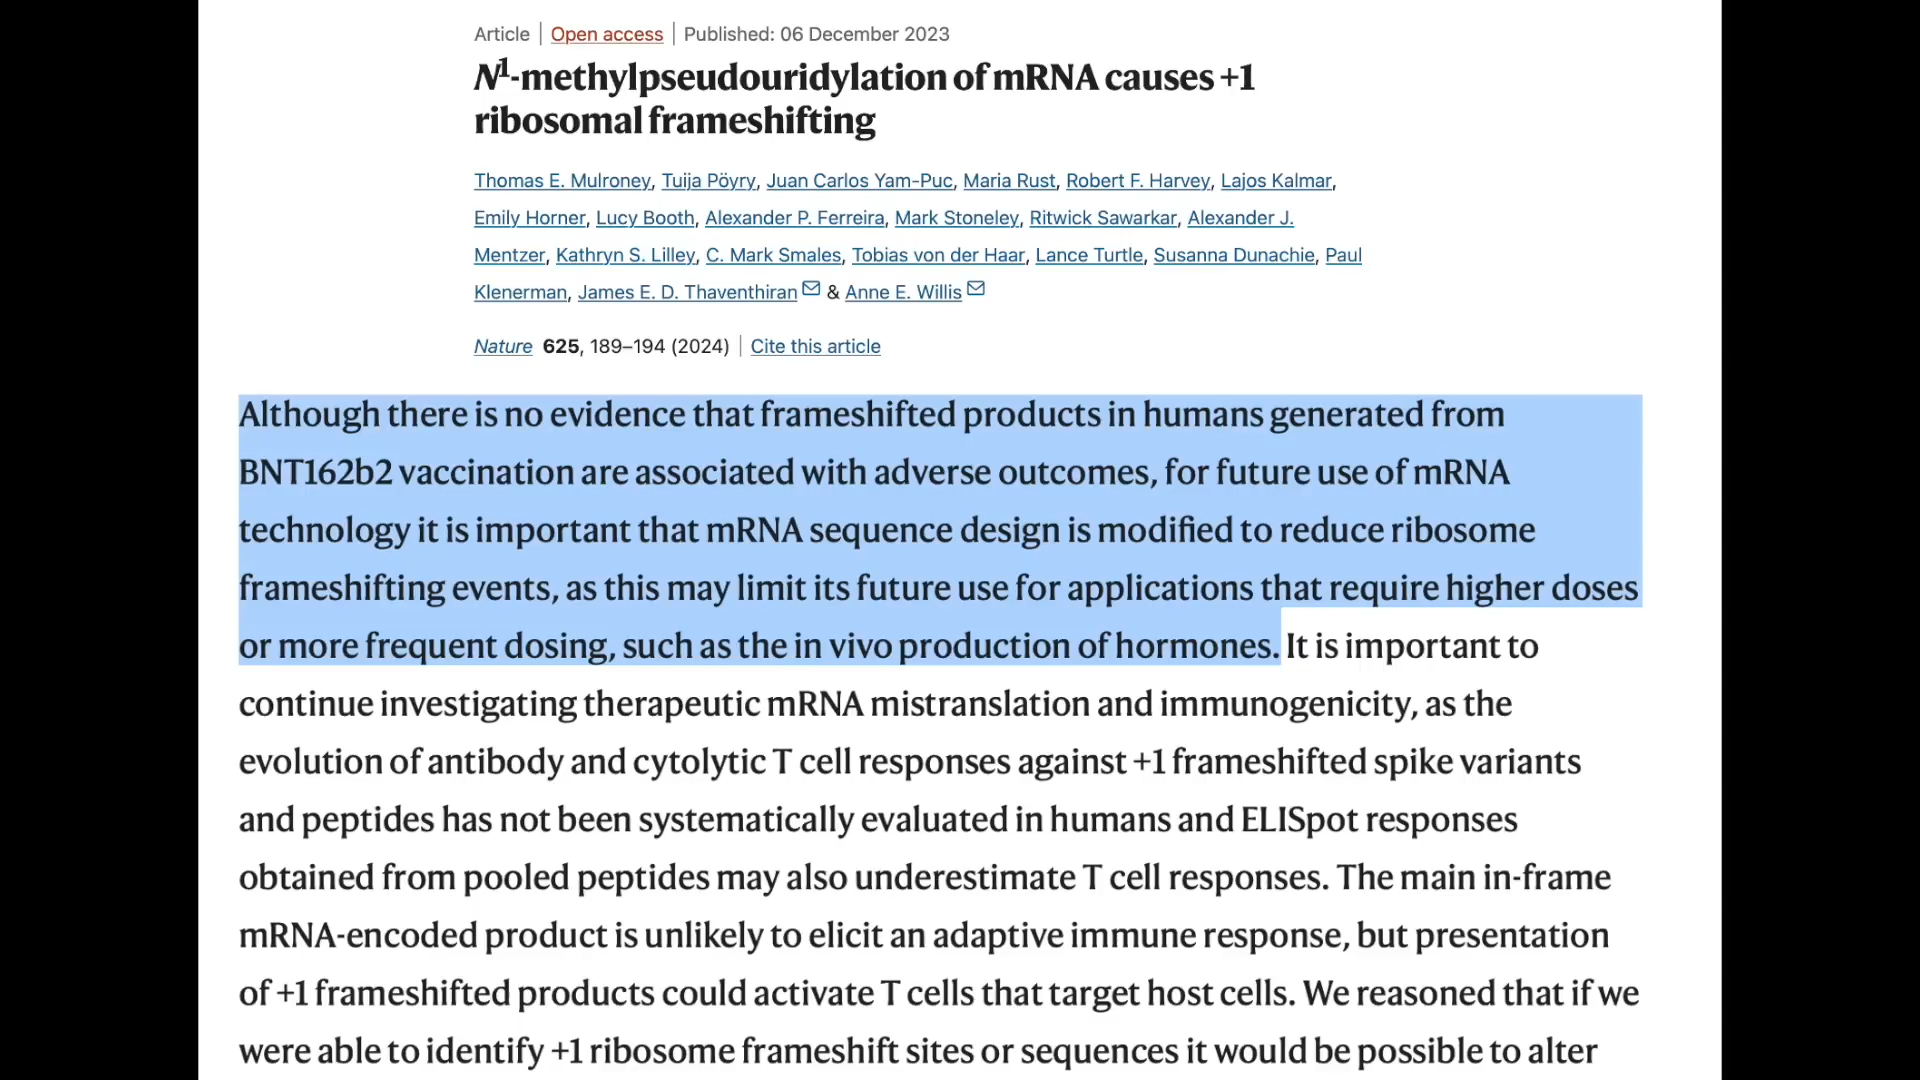 Article | Open access | Published: 06 December 2023
N1-methylpseudouridylation of mRNA causes +1
ribosomal frameshifting
Thomas E. Mulroney, Tuija Pöyry, Juan Carlos Yam-Puc, Maria Rust, Robert F. Harvey, Lajos Kalmar,
Emily Horner, Lucy Booth, Alexander P. Ferreira, Mark Stoneley, Ritwick Sawarkar, Alexander J.
Mentzer, Kathryn S. Lilley, C. Mark Smales, Tobias von der Haar, Lance Turtle, Susanna Dunachie, Paul
Klenerman, James E. D. Thaventhiran & Anne E. Willis
Nature 625, 189–194 (2024) | Cite this article
Although there is no evidence that frameshifted products in humans generated from
BNT162b2 vaccination are associated with adverse outcomes, for future use of mRNA
technology it is important that mRNA sequence design is modified to reduce ribosome
frameshifting events, as this may limit its future use for applications that require higher doses
or more frequent dosing, such as the in vivo production of hormones. It is important to
continue investigating therapeutic mRNA mistranslation and immunogenicity, as the
evolution of antibody and cytolytic T cell responses against +1 frameshifted spike variants
and peptides has not been systematically evaluated in humans and ELISpot responses
obtained from pooled peptides may also underestimate T cell responses. The main in-frame
mRNA-encoded product is unlikely to elicit an adaptive immune response, but presentation
of +1 frameshifted products could activate T cells that target host cells. We reasoned that if we
were able to identify +1 ribosome frameshift sites or sequences it would be possible to alter